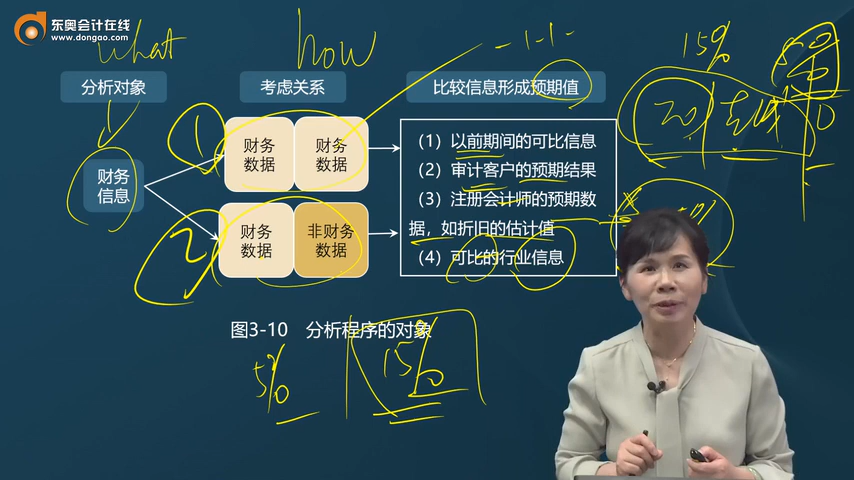 东奥会计在线
www.dongao.com
what
how
15%
分析对象
考虑关系
比较信息形成预期值
1
财务数据
财务数据
财务信息
2
财务数据
非财务数据
（1）以前期间的可比信息
（2）审计客户的预期结果
（3）注册会计师的预期数
据，如折旧的估计值
（4）可比的行业信息
图3-10 分析程序的对象
5%
15%